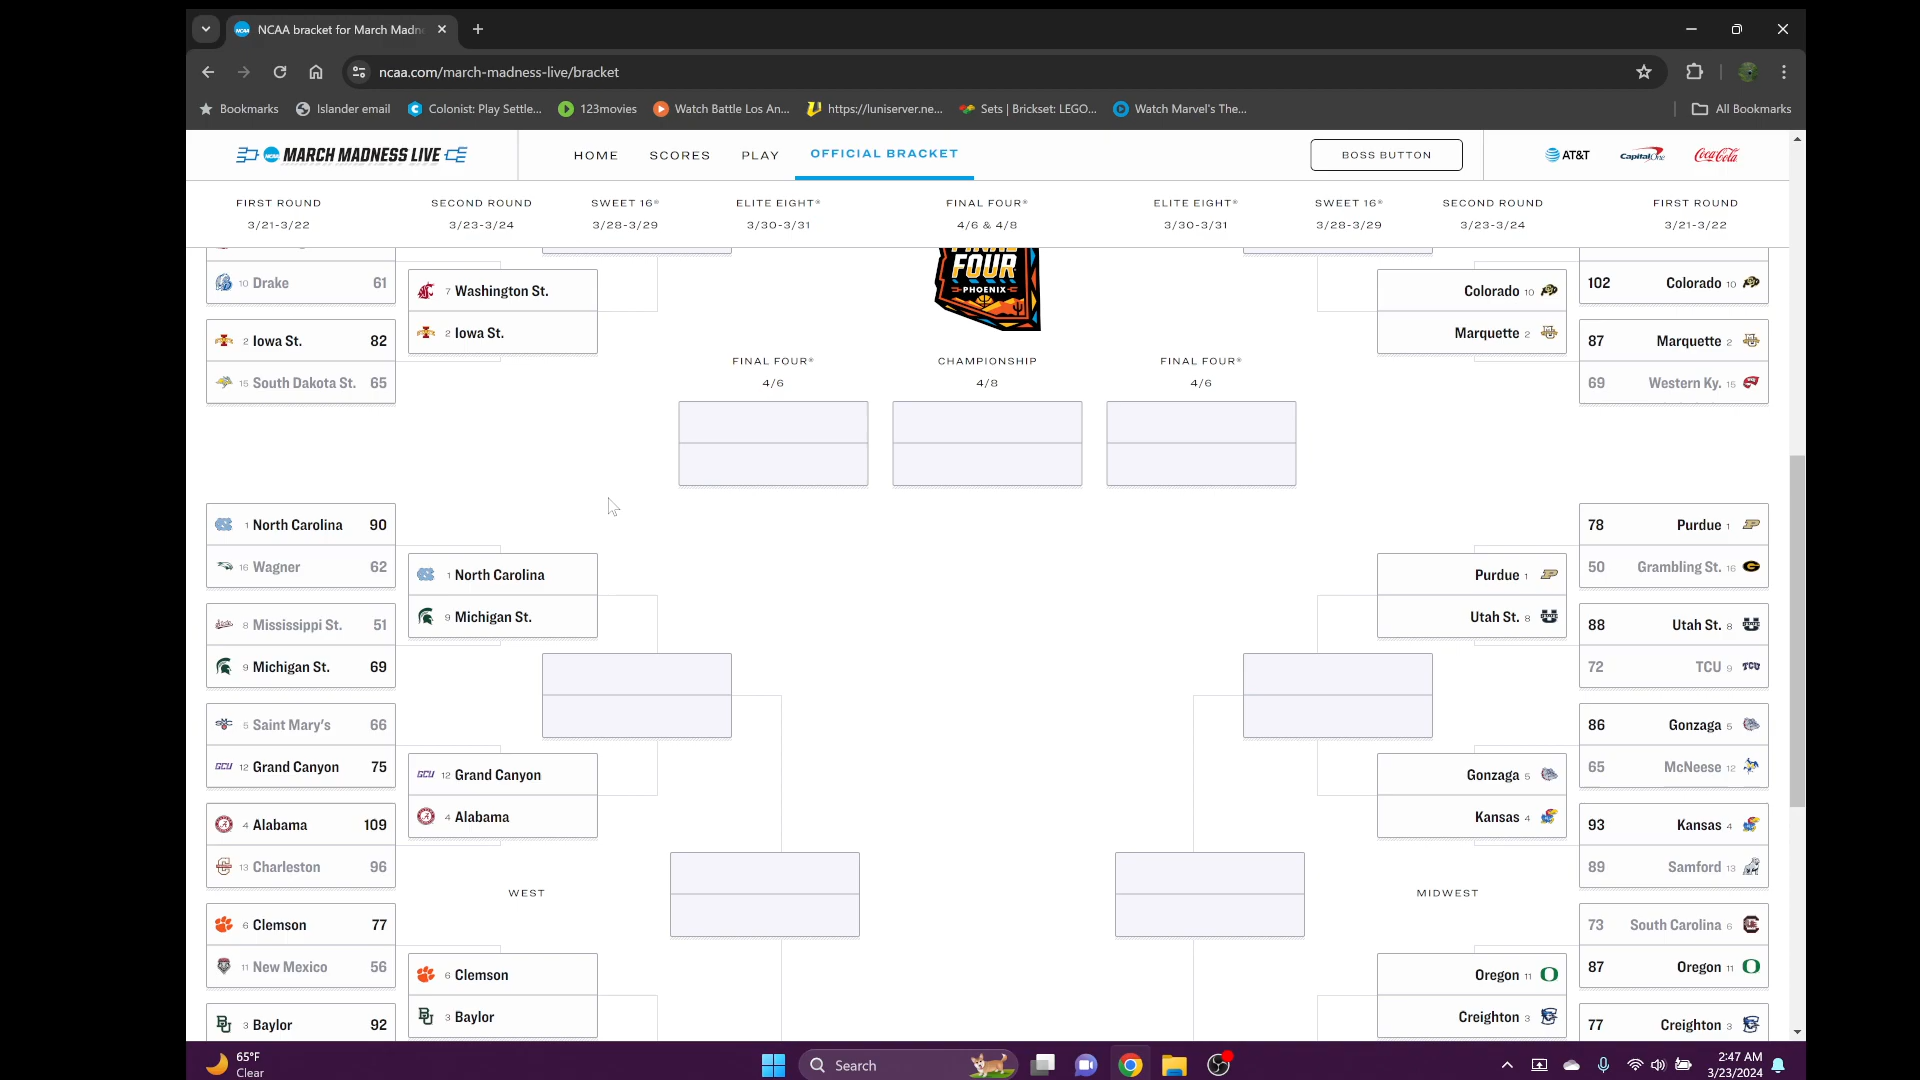 NCAA bracket for March Madn
ncaa.com/march-madness-live/bracket
Bookmarks
Islander email
Colonist: Play Settle...
123movies
Watch Battle Los An...
https://luniserver.ne...
Sets | Brickset: LEGO...
Watch Marvel's The...
All Bookmarks
NCAA MARCH MADNESS LIVE
HOME
SCORES
PLAY
OFFICIAL BRACKET
BOSS BUTTON
AT&T
Capital One
Coca-Cola
FIRST ROUND
3/21-3/22
SECOND ROUND
3/23-3/24
SWEET 16®
3/28-3/29
ELITE EIGHT®
3/30-3/31
FINAL FOUR®
4/6 & 4/8
ELITE EIGHT®
3/30-3/31
SWEET 16®
3/28-3/29
SECOND ROUND
3/23-3/24
FIRST ROUND
3/21-3/22
10 Drake 61
2 Iowa St. 82
15 South Dakota St. 65
7 Washington St.
2 Iowa St.
FOUR
PHOENIX
FINAL FOUR®
4/6
CHAMPIONSHIP
4/8
FINAL FOUR®
4/6
Colorado 10
Marquette 2
102 Colorado 10
87 Marquette 2
69 Western Ky. 15
1 North Carolina 90
16 Wagner 62
8 Mississippi St. 51
9 Michigan St. 69
5 Saint Mary's 66
GCU 12 Grand Canyon 75
4 Alabama 109
13 Charleston 96
6 Clemson 77
11 New Mexico 56
3 Baylor 92
1 North Carolina
9 Michigan St.
GCU 12 Grand Canyon
4 Alabama
WEST
6 Clemson
3 Baylor
Purdue 1
Utah St. 8
Gonzaga 5
Kansas 4
MIDWEST
Oregon 11
Creighton 3
78 Purdue 1
50 Grambling St. 16
88 Utah St. 8
72 TCU 9 TCU
86 Gonzaga 5
65 McNeese 12
93 Kansas 4
89 Samford 13
73 South Carolina 6
87 Oregon 11
77 Creighton 3
65°F
Clear
Search
2:47 AM
3/23/2024